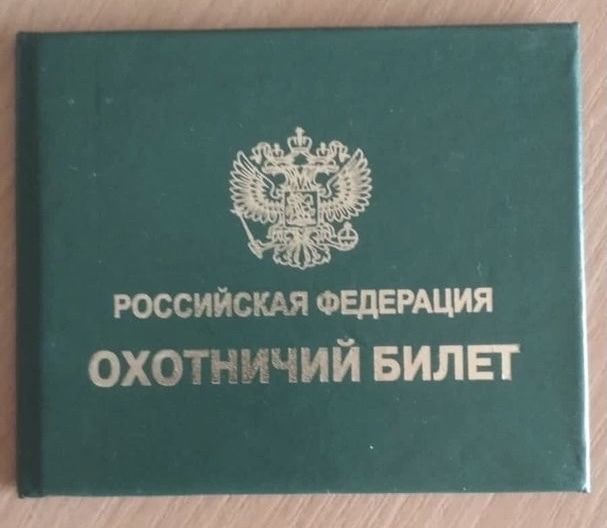 РОССИЙСКАЯ ФЕДЕРАЦИЯ
ОХОТНИЧИЙ БИЛЕТ